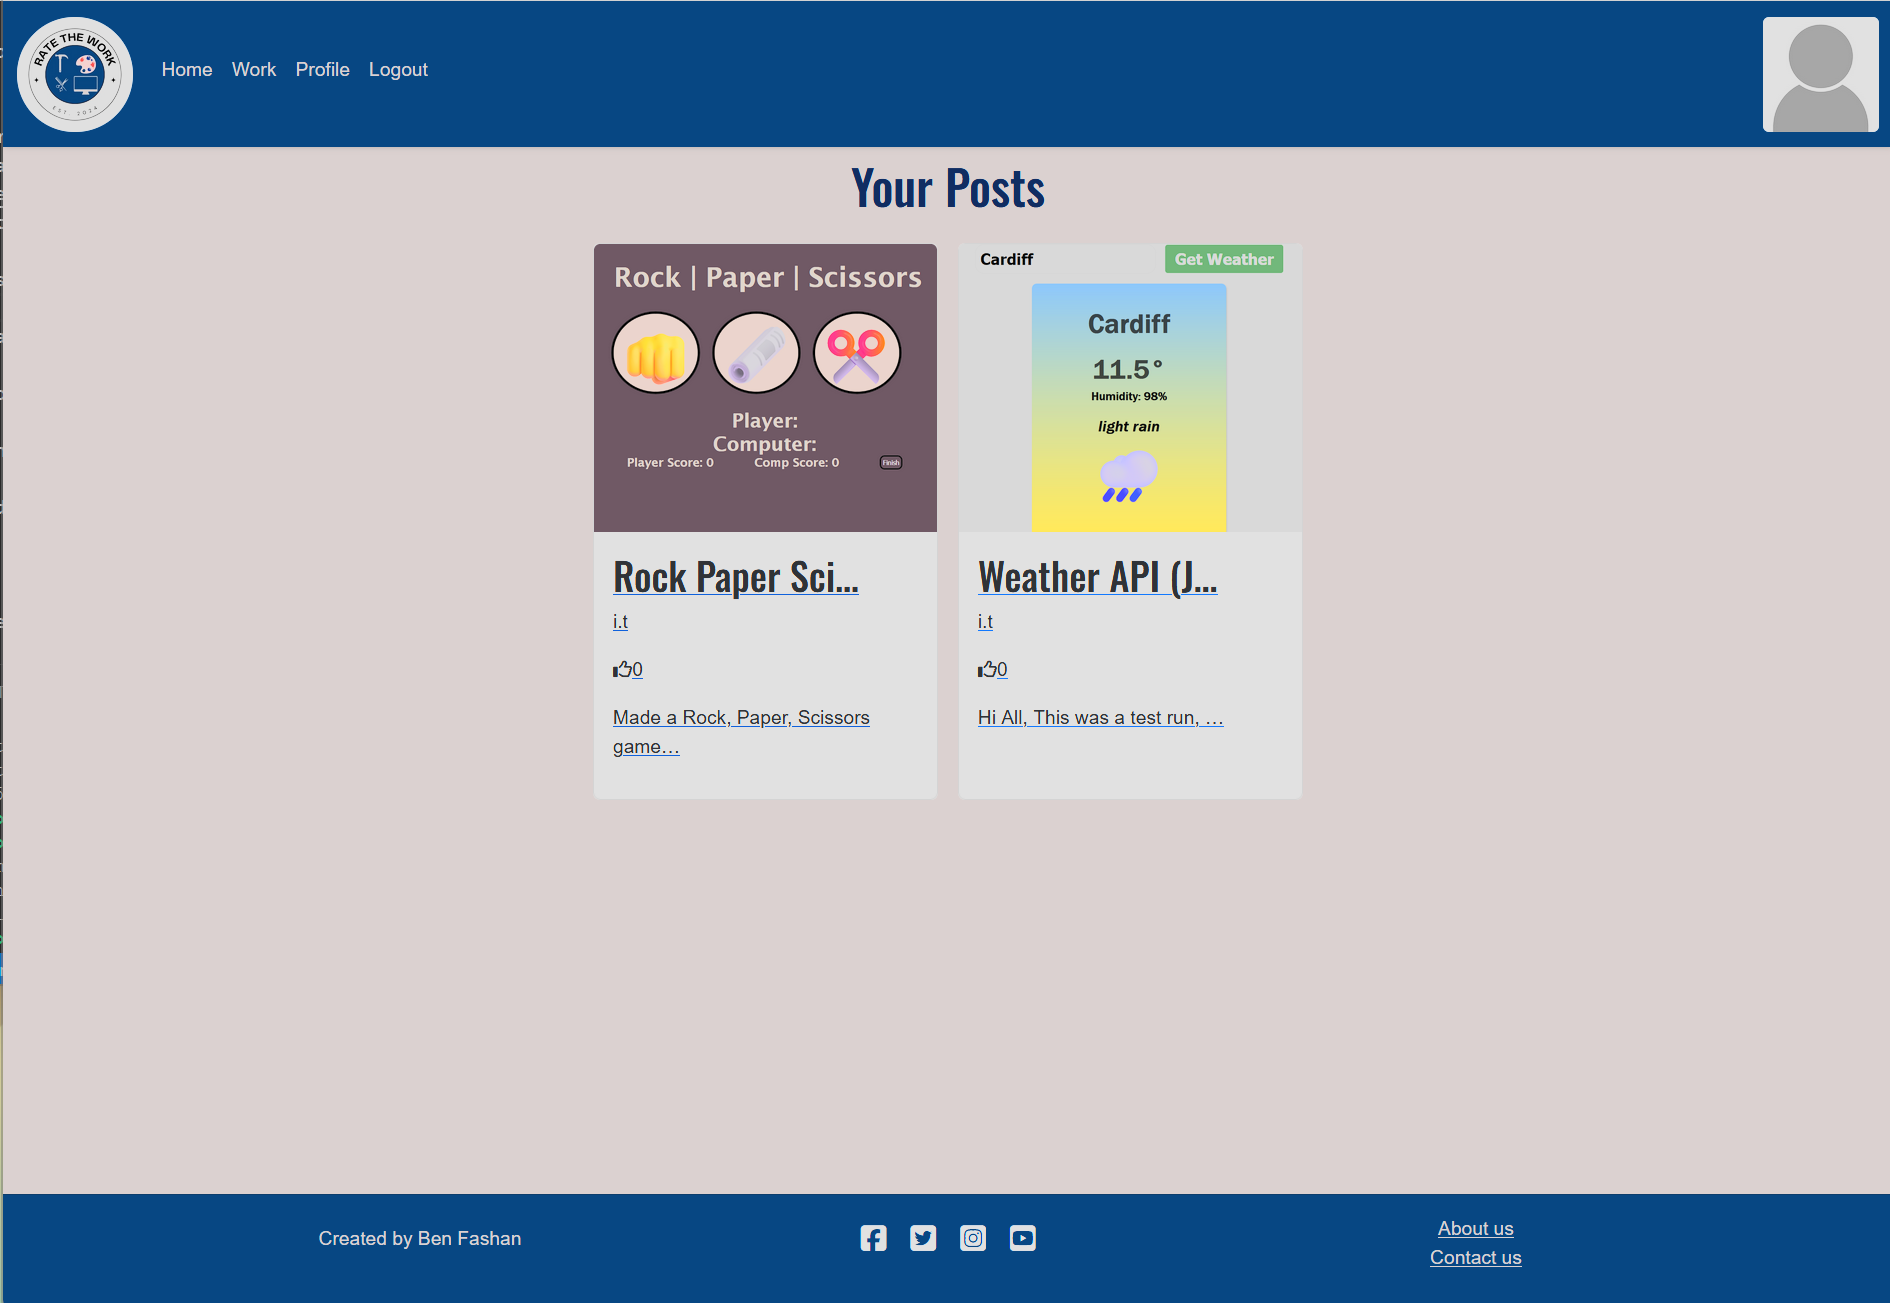 RATE THE WORK
EST. 2024
Home Work Profile Logout
Your Posts
Rock | Paper | Scissors
Player:
Computer:
Player Score: 0 Comp Score: 0 Finish
Rock Paper Sci...
i.t
0
Made a Rock, Paper, Scissors
game...
Cardiff Get Weather
Cardiff
11.5°
Humidity: 98%
light rain
Weather API (J...
i.t
0
Hi All, This was a test run, ...
Created by Ben Fashan
About us
Contact us